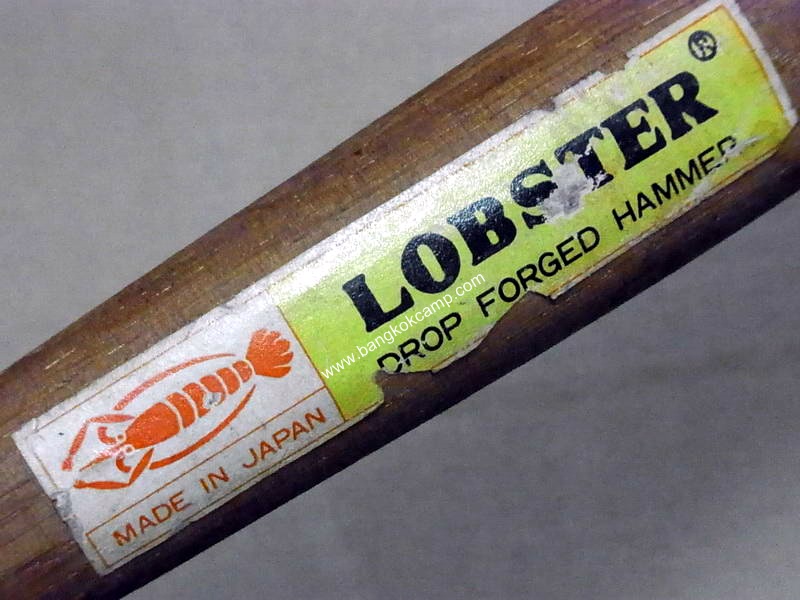 LOBSTER®
DROP FORGED HAMMER
MADE IN JAPAN
www.bangkokcamp.com